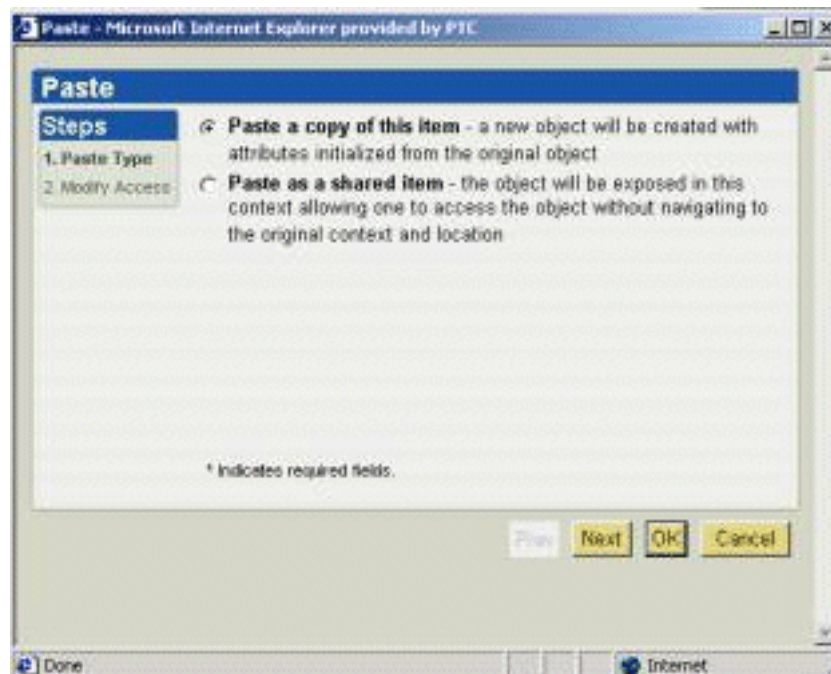 Paste - Microsoft Internet Explorer provided by PTC
Paste
Steps
1. Paste Type
2 Modify Access
Paste a copy of this item - a new object will be created with
attributes initialized from the original object
Paste as a shared item - the object will be exposed in this
context allowing one to access the object without navigating to
the original context and location
* Indicates required fields.
Prev
Next
OK
Cancel
Done
Internet